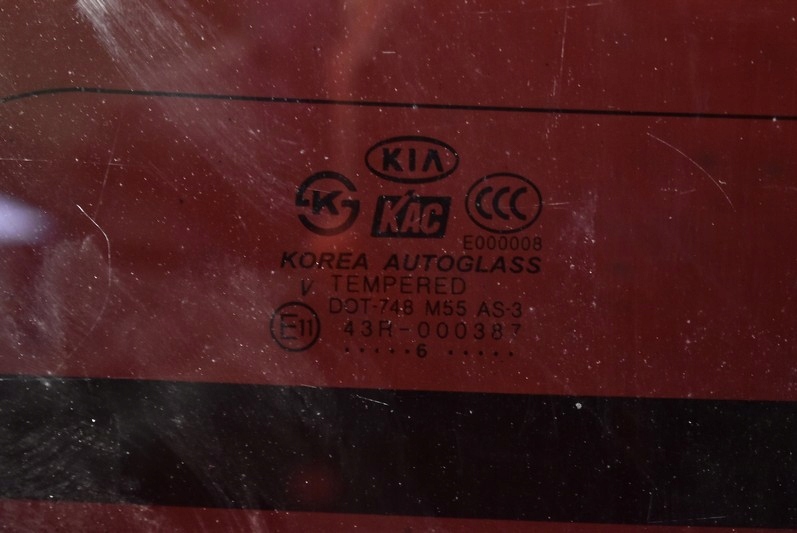 KIA
K KAC CCC
E000008
KOREA AUTOGLASS
V TEMPERED
DOT-748 M55 AS-3
E11 43R-000387
·····6 ·····